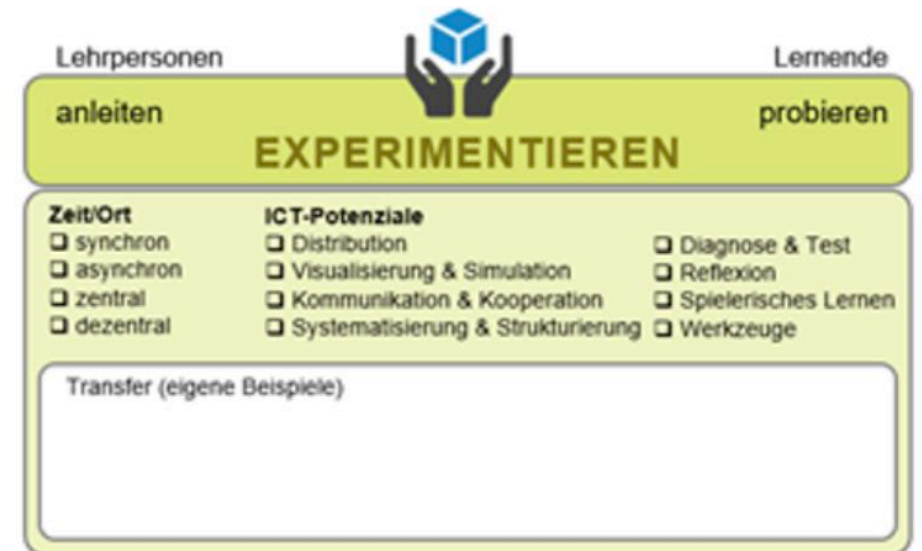 Lehrpersonen
Lernende
anleiten
probieren
EXPERIMENTIEREN
Zeit/Ort
❑ synchron
❑ asynchron
❑ zentral
❑ dezentral
ICT-Potenziale
❑ Distribution
❑ Visualisierung & Simulation
❑ Kommunikation & Kooperation
❑ Systematisierung & Strukturierung
❑ Diagnose & Test
❑ Reflexion
❑ Spielerisches Lernen
❑ Werkzeuge
Transfer (eigene Beispiele)